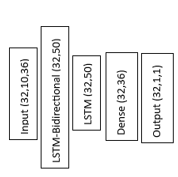 Input (32,10,36)
LSTM-Bidirectional (32,50)
LSTM (32,50)
Dense (32,36)
Output (32,1,1)